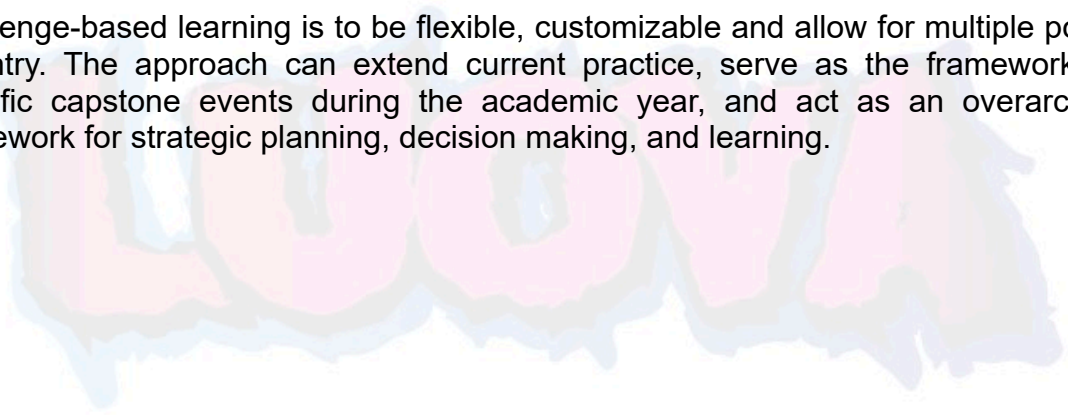 enge-based learning is to be flexible, customizable and allow for multiple po
ntry. The approach can extend current practice, serve as the framework
fic capstone events during the academic year, and act as an overarc
ework for strategic planning, decision making, and learning.
LUOVA